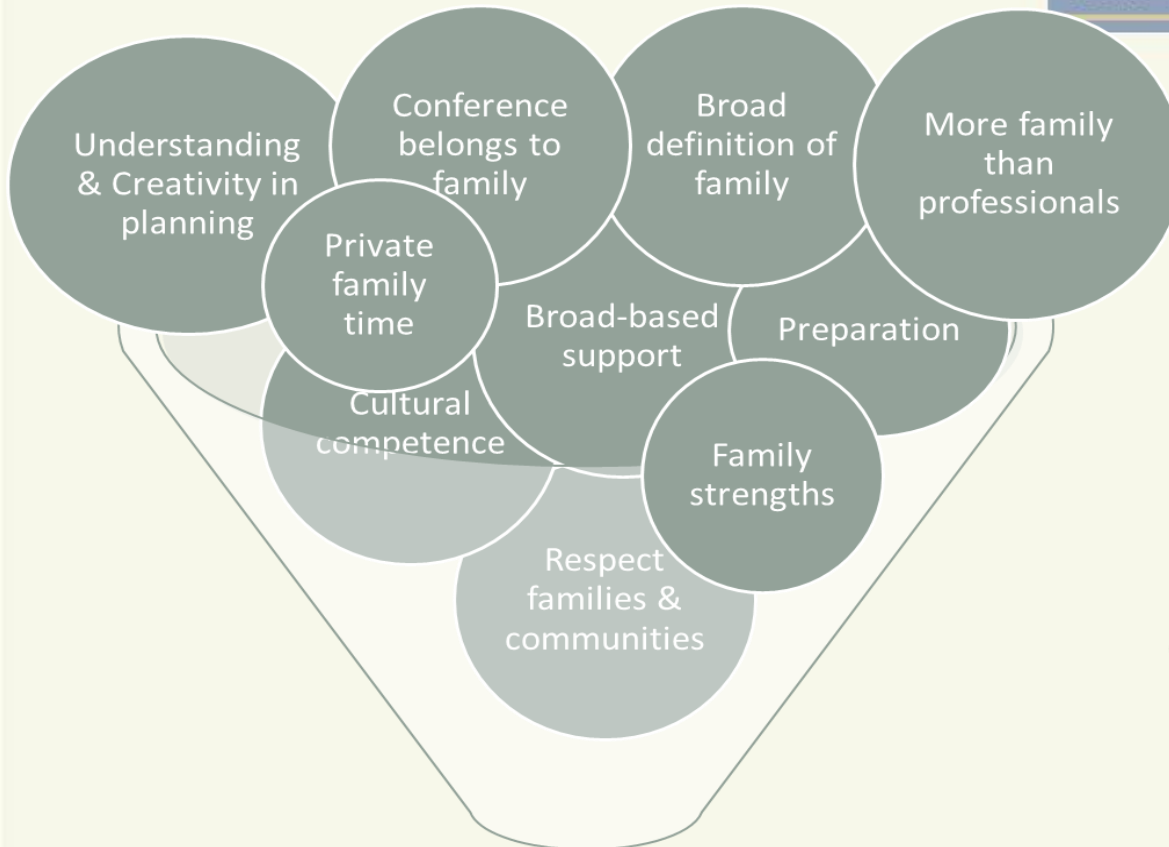 Understanding
& Creativity in
planning
Conference
belongs to
family
Broad
definition of
family
More family
than
professionals
Private
family
time
Broad-based
support
Preparation
Cultural
competence
Family
strengths
Respect
families &
communities